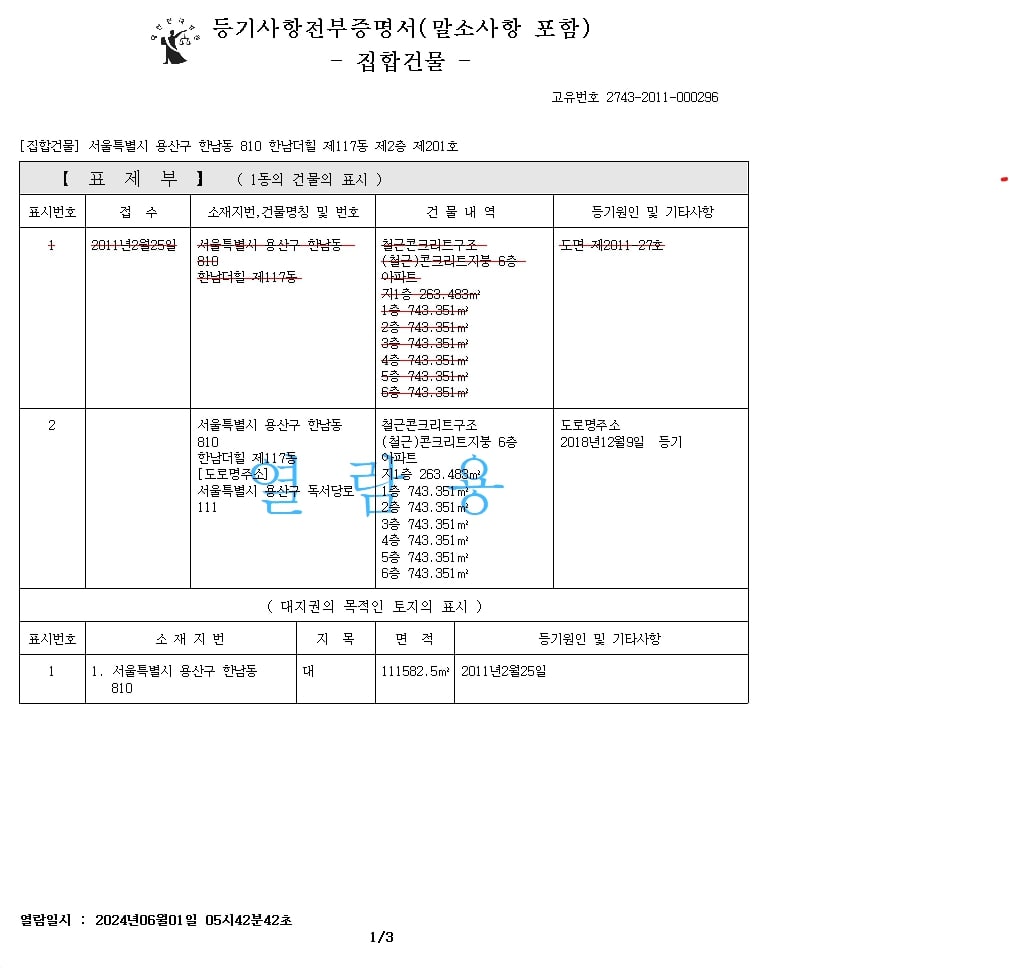 등기사항전부증명서(말소사항 포함)
- 집합건물 -
고유번호 2743-2011-000296
[집합건물] 서울특별시 용산구 한남동 810 한남더힐 제117동 제2층 제201호
【 표 제 부 】 ( 1동의 건물의 표시 )
표시번호 접 수 소재지번,건물명칭 및 번호 건 물 내 역 등기원인 및 기타사항
1 2011년2월25일 서울특별시 용산구 한남동 철근콘크리트구조 도면 제2011-27호
810 (철근)콘크리트지붕 6층
한남더힐 제117동 아파트
지1층 263.483㎡
1층 743.351㎡
2층 743.351㎡
3층 743.351㎡
4층 743.351㎡
5층 743.351㎡
6층 743.351㎡
2 서울특별시 용산구 한남동 철근콘크리트구조 도로명주소
810 (철근)콘크리트지붕 6층 2018년12월9일 등기
한남더힐 제117동 아파트
[도로명주소] 지1층 263.483㎡
서울특별시 용산구 독서당로 1층 743.351㎡
111 2층 743.351㎡
3층 743.351㎡
4층 743.351㎡
5층 743.351㎡
6층 743.351㎡
열 람 용
( 대지권의 목적인 토지의 표시 )
표시번호 소 재 지 번 지 목 면 적 등기원인 및 기타사항
1 1. 서울특별시 용산구 한남동 대 111582.5㎡ 2011년2월25일
810
열람일시 : 2024년06월01일 05시42분42초
1/3